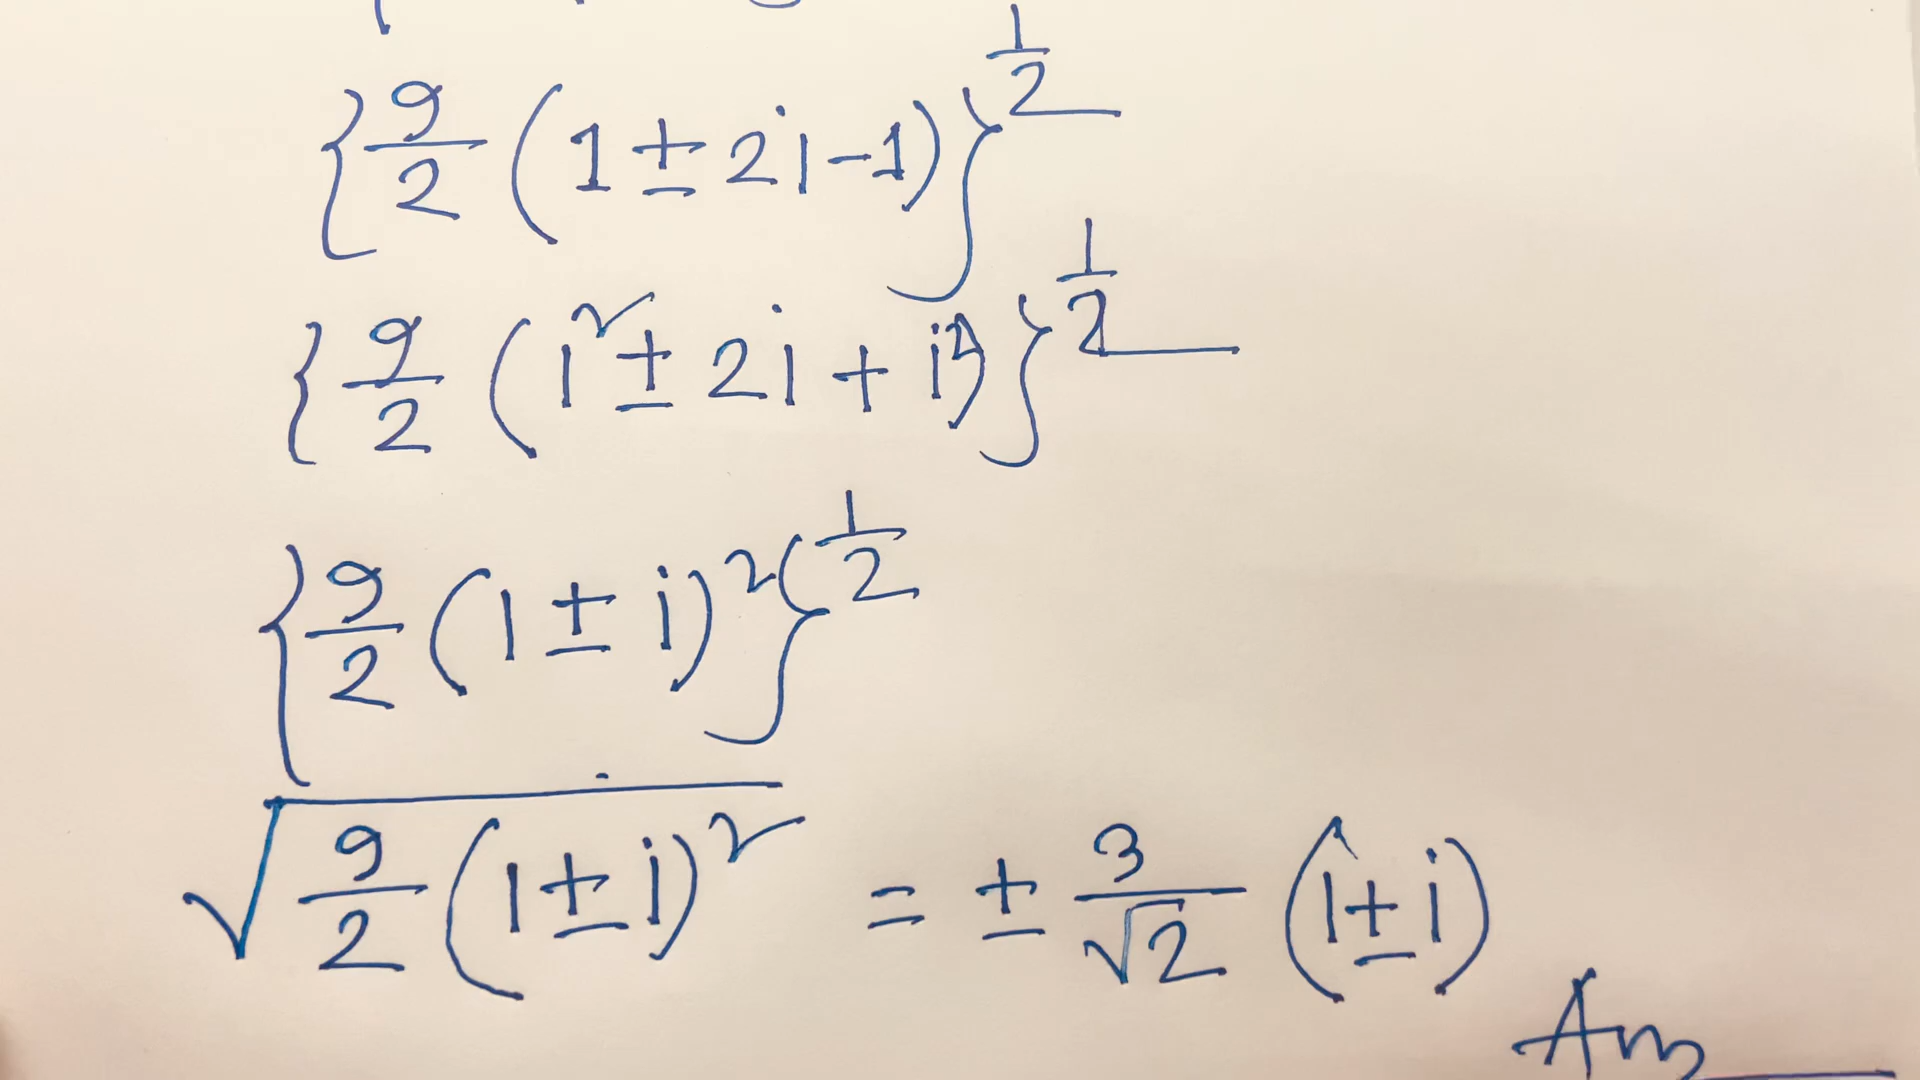 {9/2 (1 ± 2i - 1)}^1/2
{9/2 (1² ± 2i + i²)}^1/2
{9/2 (1 ± i)²}^1/2
√(9/2 (1 ± i)²) = ± 3/√2 (1 ± i)
Ans